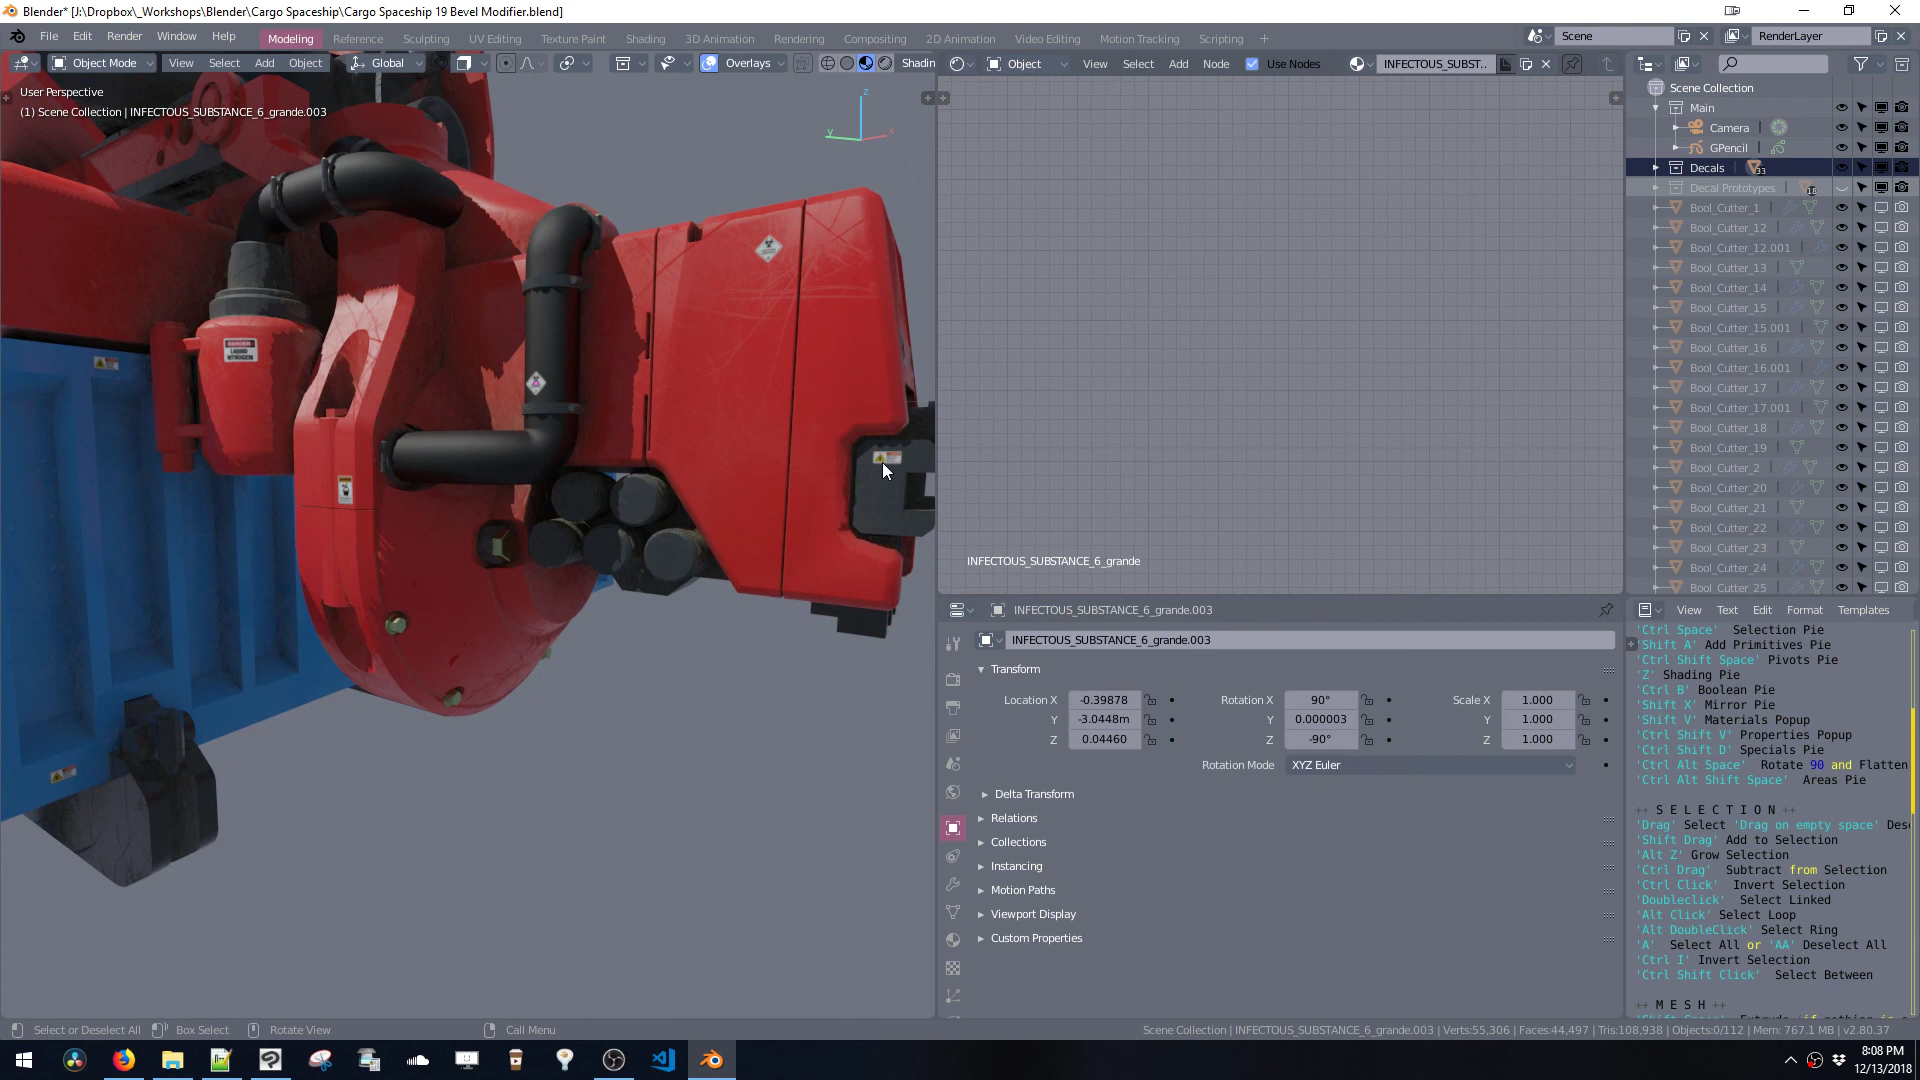 Blender* [J:\Dropbox\_Workshops\Blender\Cargo Spaceship\Cargo Spaceship 19 Bevel Modifier.blend]
File Edit Render Window Help Modeling Reference Sculpting UV Editing Texture Paint Shading 3D Animation Rendering Compositing 2D Animation Video Editing Motion Tracking Scripting + Scene RenderLayer
Object Mode View Select Add Object Global Overlays Shadin
Object View Select Add Node Use Nodes INFECTIOUS_SUBST..
User Perspective
(1) Scene Collection | INFECTOUS_SUBSTANCE_6_grande.003
z
y
x
DANGER
LIQUID
NITROGEN
INFECTOUS_SUBSTANCE_6_grande
Scene Collection
Main
Camera
GPencil
Decals 33
Decal Prototypes 18
Bool_Cutter_1
Bool_Cutter_12
Bool_Cutter_12.001
Bool_Cutter_13
Bool_Cutter_14
Bool_Cutter_15
Bool_Cutter_15.001
Bool_Cutter_16
Bool_Cutter_16.001
Bool_Cutter_17
Bool_Cutter_17.001
Bool_Cutter_18
Bool_Cutter_19
Bool_Cutter_2
Bool_Cutter_20
Bool_Cutter_21
Bool_Cutter_22
Bool_Cutter_23
Bool_Cutter_24
Bool_Cutter_25
INFECTOUS_SUBSTANCE_6_grande.003
INFECTOUS_SUBSTANCE_6_grande.003
Transform
Location X -0.39878 Rotation X 90° Scale X 1.000
Y -3.0448m Y 0.000003 Y 1.000
Z 0.04460 Z -90° Z 1.000
Rotation Mode XYZ Euler
Delta Transform
Relations
Collections
Instancing
Motion Paths
Viewport Display
Custom Properties
View Text Edit Format Templates
'Ctrl Space' Selection Pie
'Shift A' Add Primitives Pie
'Ctrl Shift Space' Pivots Pie
'Z' Shading Pie
'Ctrl B' Boolean Pie
'Shift X' Mirror Pie
'Shift V' Materials Popup
'Ctrl Shift V' Properties Popup
'Ctrl Shift D' Specials Pie
'Ctrl Alt Space' Rotate 90 and Flatten
'Ctrl Alt Shift Space' Areas Pie
++ S E L E C T I O N ++
'Drag' Select 'Drag on empty space' Des
'Shift Drag' Add to Selection
'Alt Z' Grow Selection
'Ctrl Drag' Subtract from Selection
'Ctrl Click' Invert Selection
'Doubleclick' Select Linked
'Alt Click' Select Loop
'Alt DoubleClick' Select Ring
'A' Select All or 'AA' Deselect All
'Ctrl I' Invert Selection
'Ctrl Shift Click' Select Between
++ M E S H ++
Select or Deselect All Box Select Rotate View Call Menu
Scene Collection | INFECTOUS_SUBSTANCE_6_grande.003 | Verts:55,306 | Faces:44,497 | Tris:108,938 | Objects:0/112 | Mem: 767.1 MB | v2.80.37
8:08 PM
12/13/2018